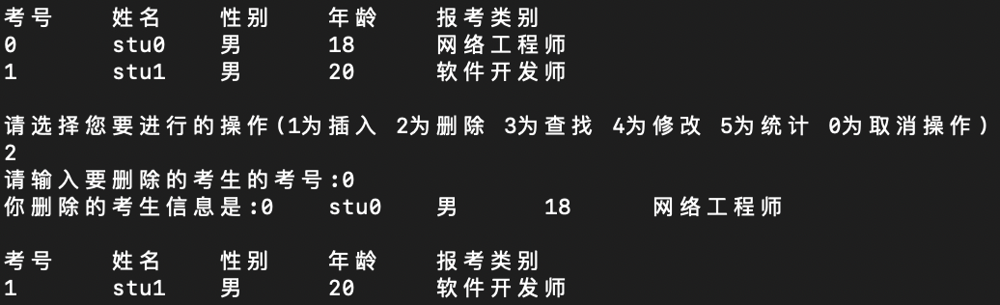 考号 姓名 性别 年龄 报考类别
0 stu0 男 18 网络工程师
1 stu1 男 20 软件开发师
请选择您要进行的操作(1为插入 2为删除 3为查找 4为修改 5为统计 0为取消操作)
2
请输入要删除的考生的考号:0
你删除的考生信息是:0 stu0 男 18 网络工程师
考号 姓名 性别 年龄 报考类别
1 stu1 男 20 软件开发师